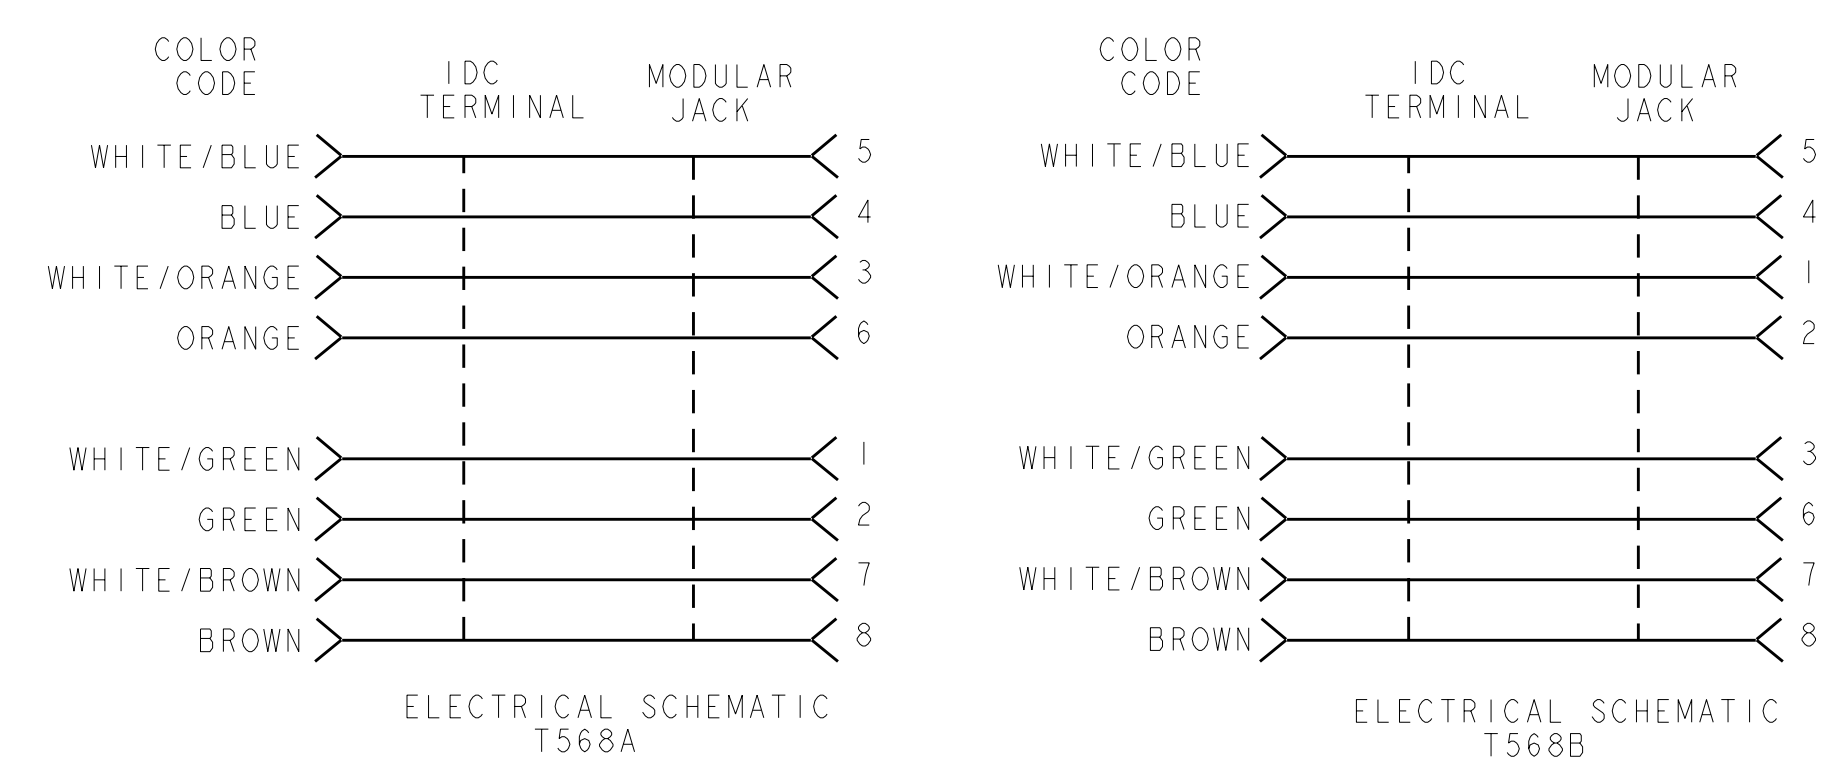 COLOR
CODE
IDC
TERMINAL
MODULAR
JACK
WHITE/BLUE 5
BLUE 4
WHITE/ORANGE 3
ORANGE 6
WHITE/GREEN 1
GREEN 2
WHITE/BROWN 7
BROWN 8
ELECTRICAL SCHEMATIC
T568A
COLOR
CODE
IDC
TERMINAL
MODULAR
JACK
WHITE/BLUE 5
BLUE 4
WHITE/ORANGE 1
ORANGE 2
WHITE/GREEN 3
GREEN 6
WHITE/BROWN 7
BROWN 8
ELECTRICAL SCHEMATIC
T568B